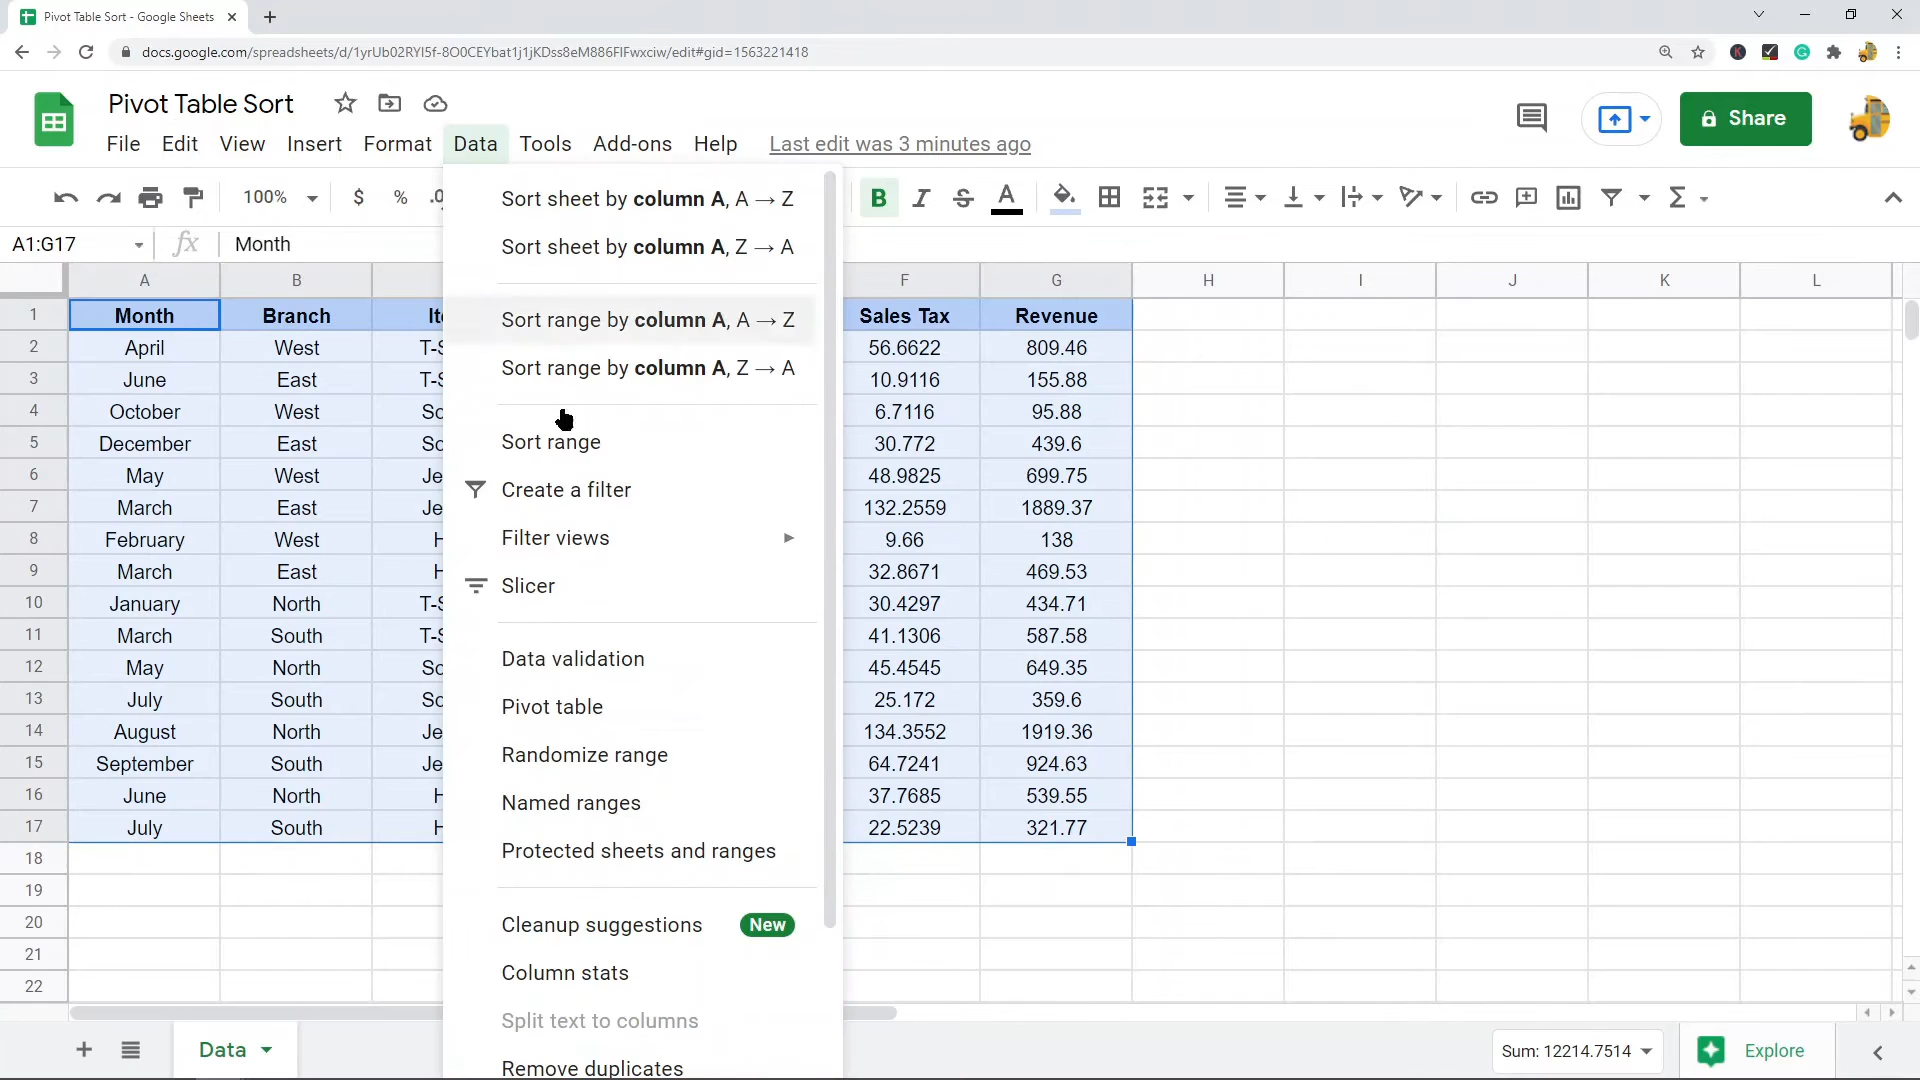 Pivot Table Sort - Google Sheets
docs.google.com/spreadsheets/d/1yrUb02RYI5f-8O0CEYbat1j1jKDss8eM886FIFwxciw/edit#gid=1563221418
Pivot Table Sort
Share
File Edit View Insert Format Data Tools Add-ons Help Last edit was 3 minutes ago
100% $ % .0 B I S A
A1:G17 fx Month
A B F G H I J K L
1 Month Branch Sales Tax Revenue
2 April West 56.6622 809.46
3 June East 10.9116 155.88
4 October West 6.7116 95.88
5 December East 30.772 439.6
6 May West 48.9825 699.75
7 March East 132.2559 1889.37
8 February West 9.66 138
9 March East 32.8671 469.53
10 January North 30.4297 434.71
11 March South 41.1306 587.58
12 May North 45.4545 649.35
13 July South 25.172 359.6
14 August North 134.3552 1919.36
15 September South 64.7241 924.63
16 June North 37.7685 539.55
17 July South 22.5239 321.77
18
19
20
21
22
Sort sheet by column A, A → Z
Sort sheet by column A, Z → A
Sort range by column A, A → Z
Sort range by column A, Z → A
Sort range
Create a filter
Filter views
Slicer
Data validation
Pivot table
Randomize range
Named ranges
Protected sheets and ranges
Cleanup suggestions New
Column stats
Split text to columns
Remove duplicates
Data
Sum: 12214.7514
Explore